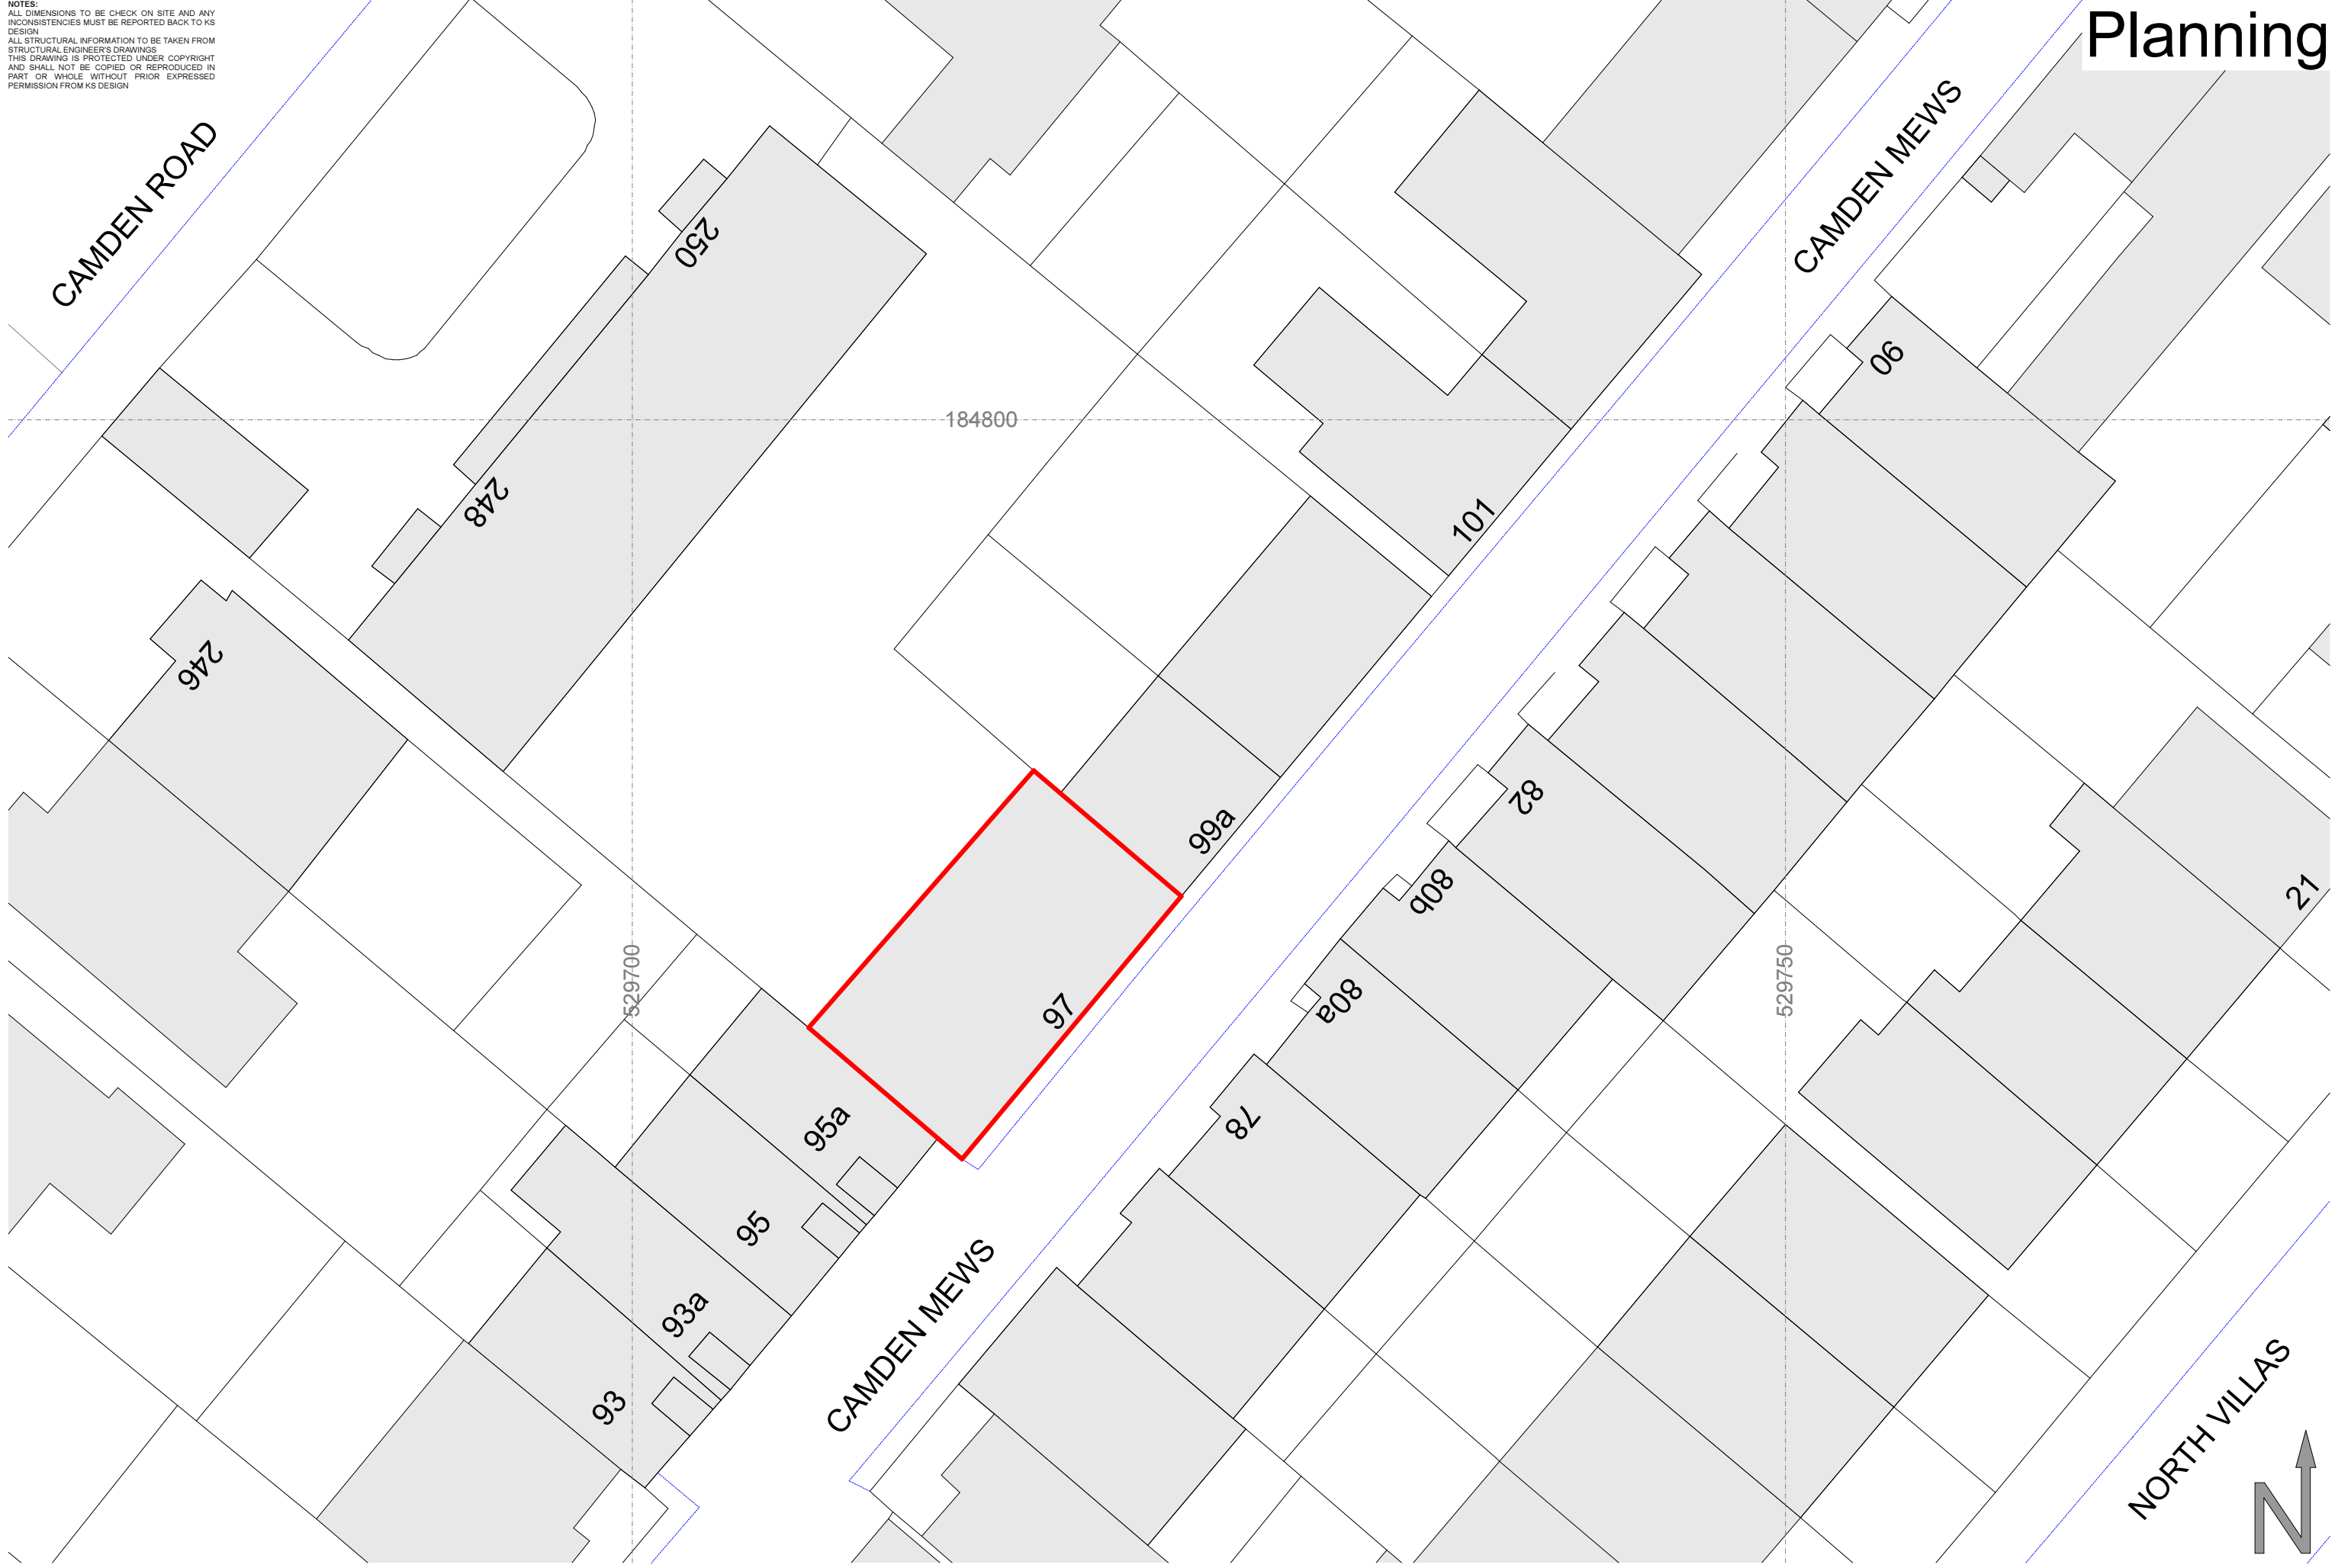 NOTES:
ALL DIMENSIONS TO BE CHECK ON SITE AND ANY
INCONSISTENCIES MUST BE REPORTED BACK TO KS
DESIGN
ALL STRUCTURAL INFORMATION TO BE TAKEN FROM
STRUCTURAL ENGINEER'S DRAWINGS
THIS DRAWING IS PROTECTED UNDER COPYRIGHT
AND SHALL NOT BE COPIED OR REPRODUCED IN
PART OR WHOLE WITHOUT PRIOR EXPRESSED
PERMISSION FROM KS DESIGN
Planning
CAMDEN ROAD
CAMDEN MEWS
250
90
184800
248
101
246
82
99a
80b
21
529700
529750
97
80a
95a
78
95
93a
CAMDEN MEWS
93
NORTH VILLAS
N